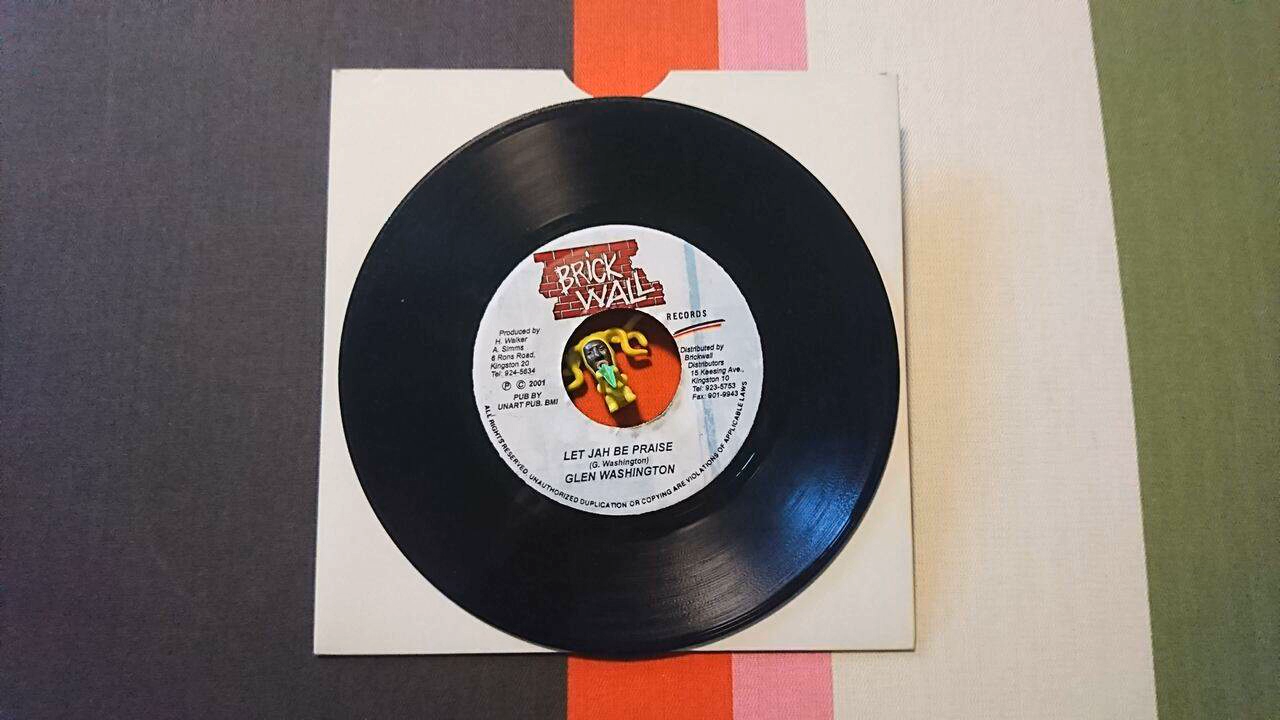 BRICK
WALL
RECORDS
Produced by
H. Walker
A. Simms
6 Rons Road,
Kingston 20
Tel: 924-5634
Ⓟ © 2001
PUB BY
UNART PUB. BMI
Distributed by
Brickwall
Distributors
15 Keesing Ave.,
Kingston 10
Tel: 923-5753
Fax: 901-9943
LET JAH BE PRAISE
(G. Washington)
GLEN WASHINGTON
ALL RIGHTS RESERVED. UNAUTHORIZED DUPLICATION OR COPYING ARE VIOLATIONS OF APPLICABLE LAWS